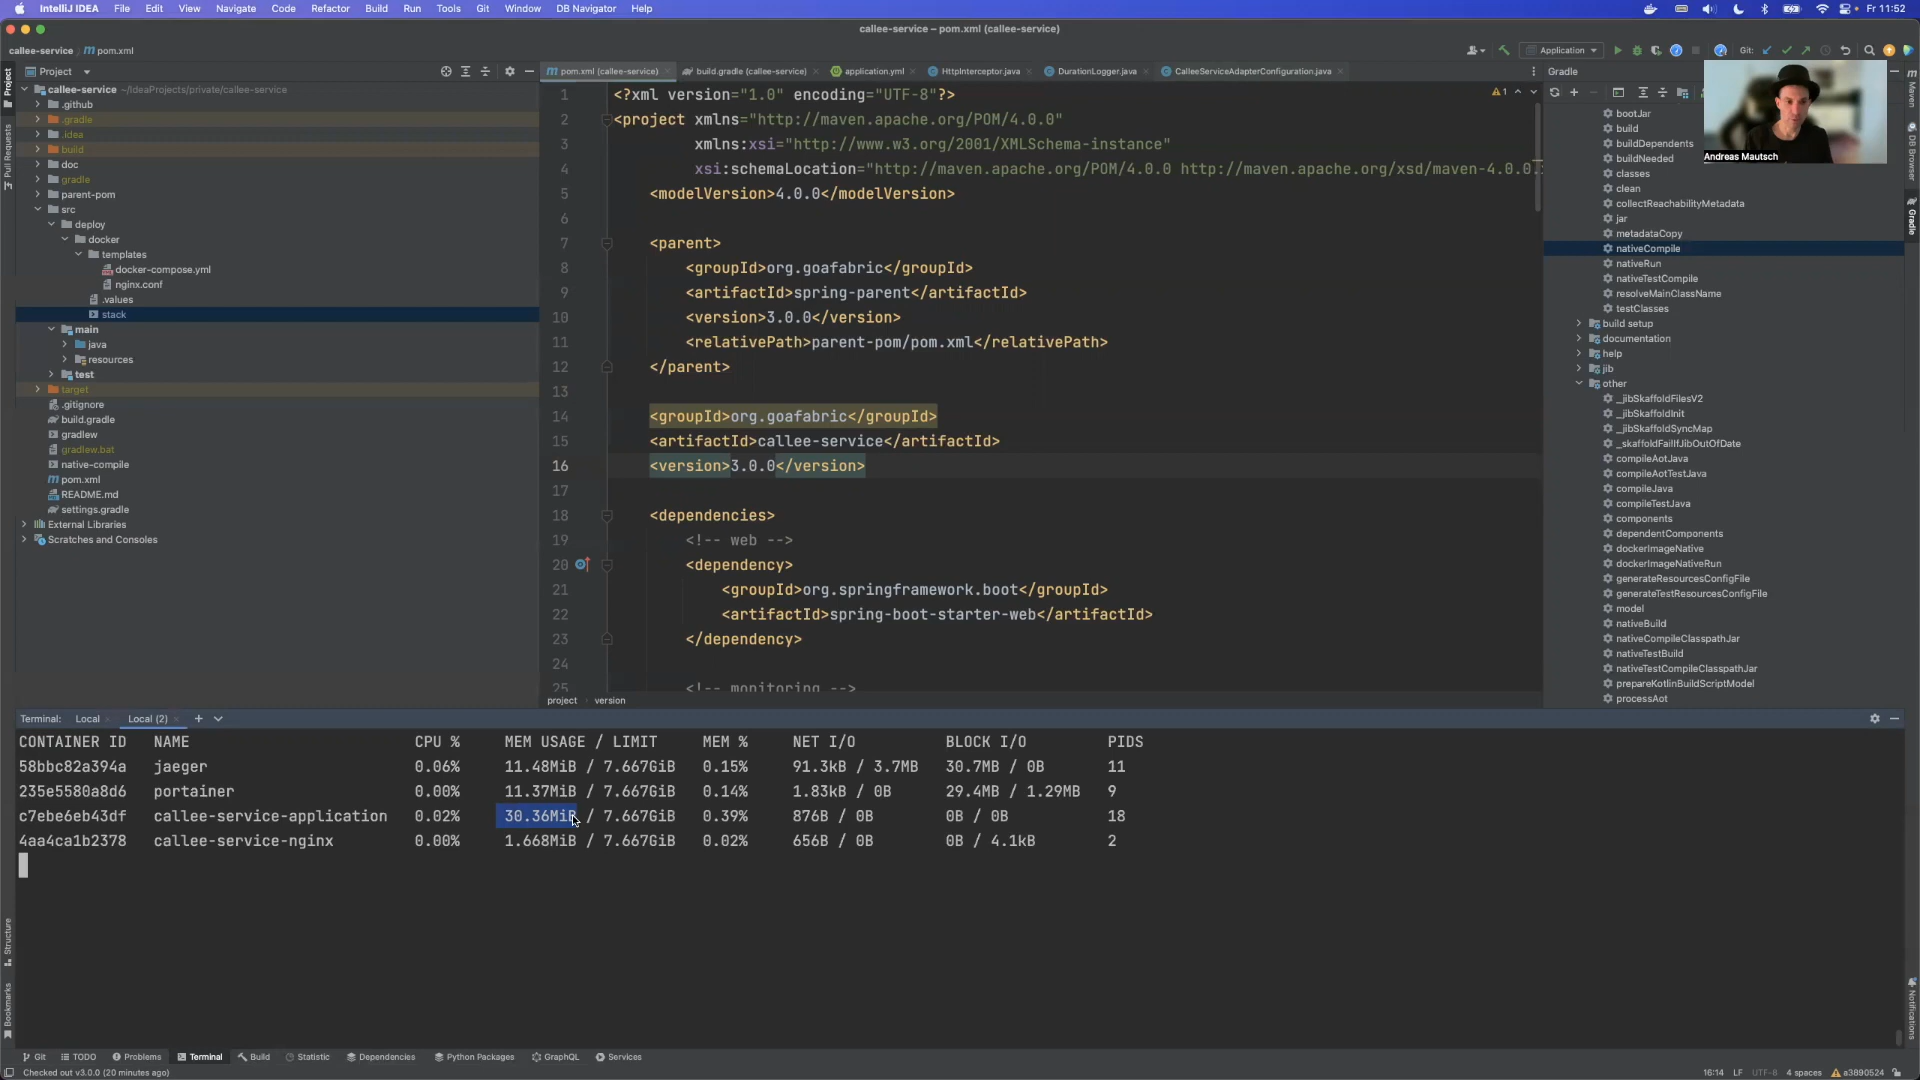 IntelliJ IDEA File Edit View Navigate Code Refactor Build Run Tools Git Window DB Navigator Help Fr 11:52
callee-service – pom.xml (callee-service)
callee-service pom.xml Application Git:
Project
pom.xml (callee-service) build.gradle (callee-service) application.yml HttpInterceptor.java DurationLogger.java CalleeServiceAdapterConfiguration.java Gradle
Project
Pull Requests
callee-service ~/IdeaProjects/private/callee-service
.github
.gradle
.idea
build
doc
gradle
parent-pom
src
deploy
docker
templates
docker-compose.yml
nginx.conf
.values
stack
main
java
resources
test
target
.gitignore
build.gradle
gradlew
gradlew.bat
native-compile
pom.xml
README.md
settings.gradle
External Libraries
Scratches and Consoles
1 <?xml version="1.0" encoding="UTF-8"?>
2 <project xmlns="http://maven.apache.org/POM/4.0.0"
3 xmlns:xsi="http://www.w3.org/2001/XMLSchema-instance"
4 xsi:schemaLocation="http://maven.apache.org/POM/4.0.0 http://maven.apache.org/xsd/maven-4.0.0.
5 <modelVersion>4.0.0</modelVersion>
6
7 <parent>
8 <groupId>org.goafabric</groupId>
9 <artifactId>spring-parent</artifactId>
10 <version>3.0.0</version>
11 <relativePath>parent-pom/pom.xml</relativePath>
12 </parent>
13
14 <groupId>org.goafabric</groupId>
15 <artifactId>callee-service</artifactId>
16 <version>3.0.0</version>
17
18 <dependencies>
19 <!-- web -->
20 <dependency>
21 <groupId>org.springframework.boot</groupId>
22 <artifactId>spring-boot-starter-web</artifactId>
23 </dependency>
24
25 <!-- monitoring -->
project version
1
Andreas Mautsch
bootJar
build
buildDependents
buildNeeded
classes
clean
collectReachabilityMetadata
jar
metadataCopy
nativeCompile
nativeRun
nativeTestCompile
resolveMainClassName
testClasses
build setup
documentation
help
jib
other
_jibSkaffoldFilesV2
_jibSkaffoldInit
_jibSkaffoldSyncMap
_skaffoldFailIfJibOutOfDate
compileAotJava
compileAotTestJava
compileJava
compileTestJava
components
dependentComponents
dockerImageNative
dockerImageNativeRun
generateResourcesConfigFile
generateTestResourcesConfigFile
model
nativeBuild
nativeCompileClasspathJar
nativeTestBuild
nativeTestCompileClasspathJar
prepareKotlinBuildScriptModel
processAot
Maven
DB Browser
Gradle
Notifications
Terminal: Local Local (2)
CONTAINER ID NAME CPU % MEM USAGE / LIMIT MEM % NET I/O BLOCK I/O PIDS
58bbc82a394a jaeger 0.06% 11.48MiB / 7.667GiB 0.15% 91.3kB / 3.7MB 30.7MB / 0B 11
235e5580a8d6 portainer 0.00% 11.37MiB / 7.667GiB 0.14% 1.83kB / 0B 29.4MB / 1.29MB 9
c7ebe6eb43df callee-service-application 0.02% 30.36MiB / 7.667GiB 0.39% 876B / 0B 0B / 0B 18
4aa4ca1b2378 callee-service-nginx 0.00% 1.668MiB / 7.667GiB 0.02% 656B / 0B 0B / 4.1kB 2
Structure
Bookmarks
Git TODO Problems Terminal Build Statistic Dependencies Python Packages GraphQL Services
Checked out v3.0.0 (20 minutes ago) 16:14 LF UTF-8 4 spaces a3890524